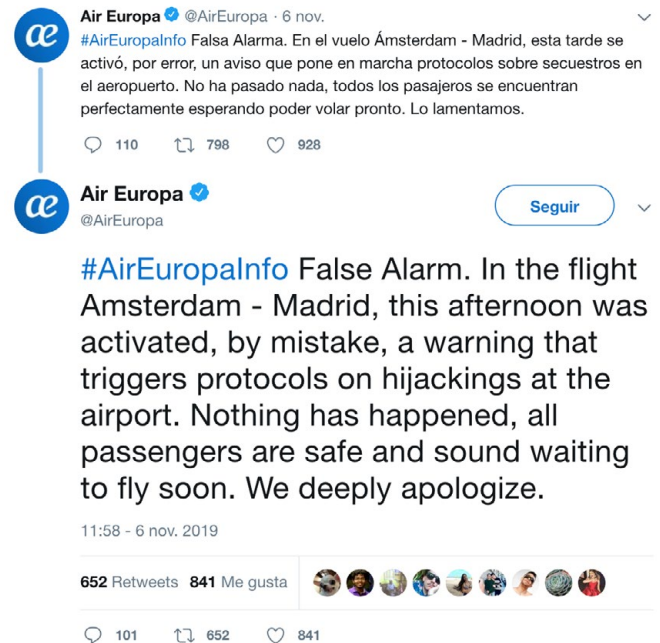 Air Europa @AirEuropa · 6 nov.
#AirEuropaInfo Falsa Alarma. En el vuelo Ámsterdam - Madrid, esta tarde se
activó, por error, un aviso que pone en marcha protocolos sobre secuestros en
el aeropuerto. No ha pasado nada, todos los pasajeros se encuentran
perfectamente esperando poder volar pronto. Lo lamentamos.
110 798 928
Air Europa
@AirEuropa
Seguir
#AirEuropaInfo False Alarm. In the flight
Amsterdam - Madrid, this afternoon was
activated, by mistake, a warning that
triggers protocols on hijackings at the
airport. Nothing has happened, all
passengers are safe and sound waiting
to fly soon. We deeply apologize.
11:58 - 6 nov. 2019
652 Retweets 841 Me gusta
101 652 841